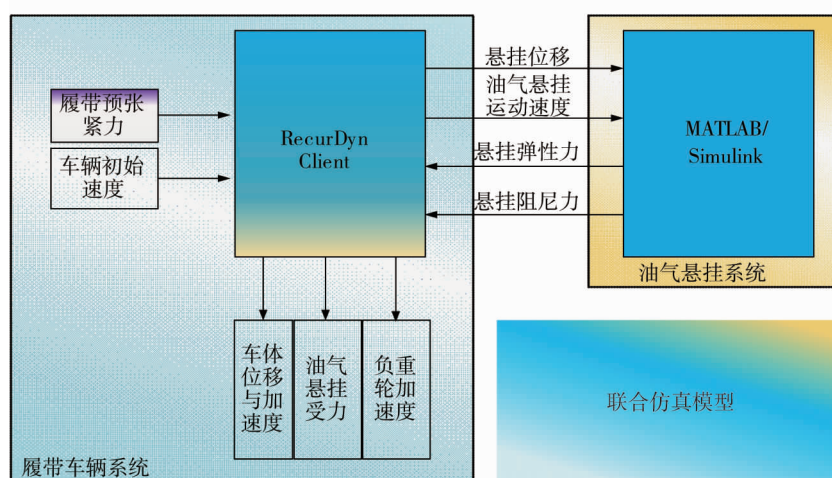 履带预张
紧力
车辆初始
速度
RecurDyn
Client
悬挂位移
油气悬挂
运动速度
悬挂弹性力
悬挂阻尼力
MATLAB/
Simulink
油气悬挂系统
车体
位移
与加
速度
油气
悬挂
受力
负重
轮加
速度
联合仿真模型
履带车辆系统